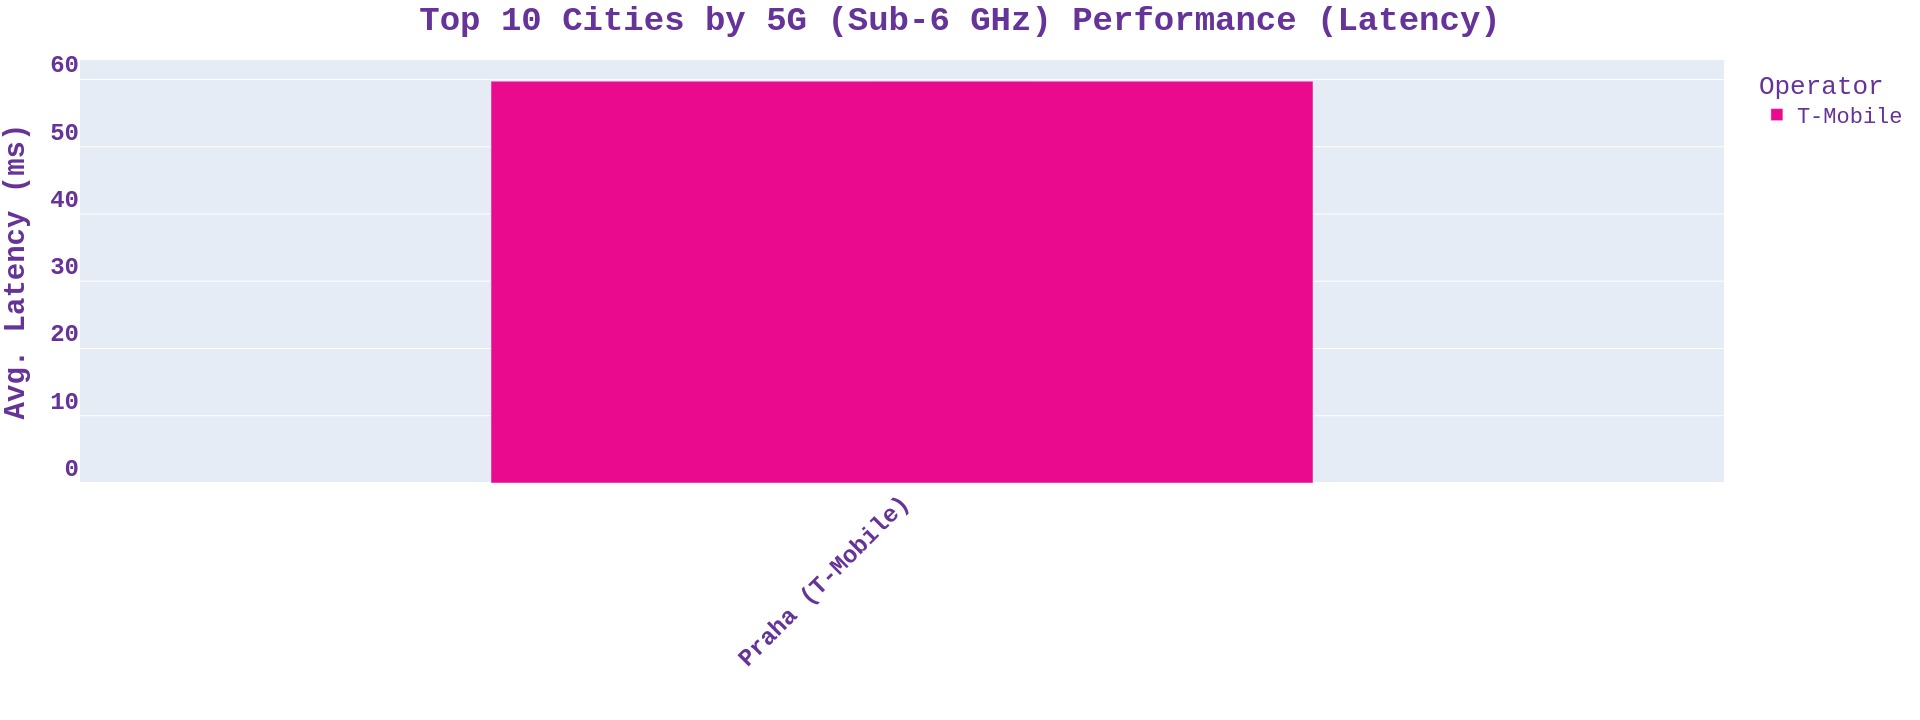 Top 10 Cities by 5G (Sub-6 GHz) Performance (Latency)
Operator
T-Mobile
Avg. Latency (ms)
60
50
40
30
20
10
0
Praha (T-Mobile)